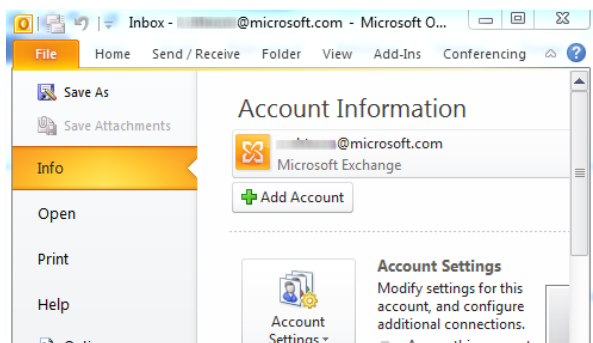 Inbox - @microsoft.com - Microsoft O...
File Home Send / Receive Folder View Add-Ins Conferencing
Save As
Save Attachments
Info
Open
Print
Help
Account Information
@microsoft.com
Microsoft Exchange
Add Account
Account
Settings
Account Settings
Modify settings for this
account, and configure
additional connections.